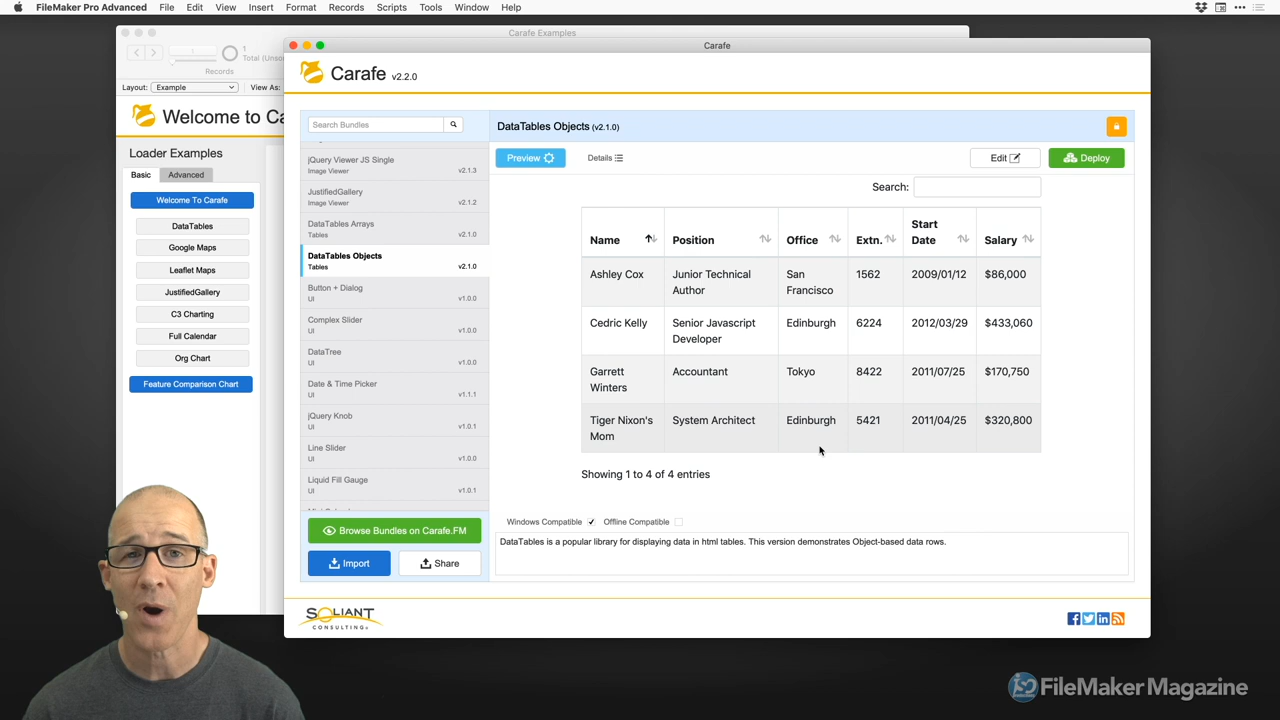 FileMaker Pro Advanced File Edit View Insert Format Records Scripts Tools Window Help
Carafe Examples
1
Total (Unso
Records
Layout: Example View As:
Welcome to Ca
Loader Examples
Basic Advanced
Welcome To Carafe
DataTables
Google Maps
Leaflet Maps
JustifiedGallery
C3 Charting
Full Calendar
Org Chart
Feature Comparison Chart
Carafe
Carafe v2.2.0
Search Bundles
jQuery Viewer JS Single
Image Viewer v2.1.3
JustifiedGallery
Image Viewer v2.1.2
DataTables Arrays
Tables v2.1.0
DataTables Objects
Tables v2.1.0
Button + Dialog
UI v1.0.0
Complex Slider
UI v1.0.0
DataTree
UI v1.0.0
Date & Time Picker
UI v1.1.1
jQuery Knob
UI v1.0.1
Line Slider
UI v1.0.0
Liquid Fill Gauge
UI v1.0.1
Browse Bundles on Carafe.FM
Import Share
DataTables Objects (v2.1.0)
Preview Details Edit Deploy
Search:
Name Position Office Extn. Start Date Salary
Ashley Cox Junior Technical Author San Francisco 1562 2009/01/12 $86,000
Cedric Kelly Senior Javascript Developer Edinburgh 6224 2012/03/29 $433,060
Garrett Winters Accountant Tokyo 8422 2011/07/25 $170,750
Tiger Nixon's Mom System Architect Edinburgh 5421 2011/04/25 $320,800
Showing 1 to 4 of 4 entries
Windows Compatible Offline Compatible
DataTables is a popular library for displaying data in html tables. This version demonstrates Object-based data rows.
SOLIANT
CONSULTING
FileMaker Magazine